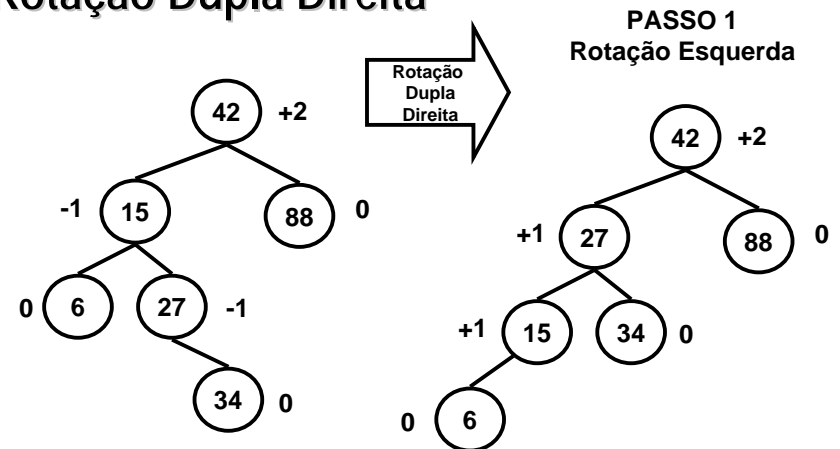 Rotação Dupla Direita
PASSO 1
Rotação Esquerda
Rotação
Dupla
Direita
42 +2
-1 15 88 0
0 6 27 -1
34 0
42 +2
+1 27 88 0
+1 15 34 0
0 6